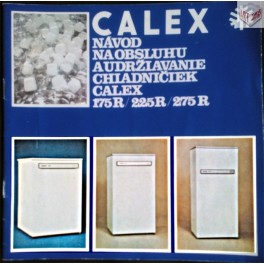 CALEX
NÁVOD
NA OBSLUHU
A UDRŽIAVANIE
CHLADNIČIEK
CALEX
175 R / 225 R / 275 R